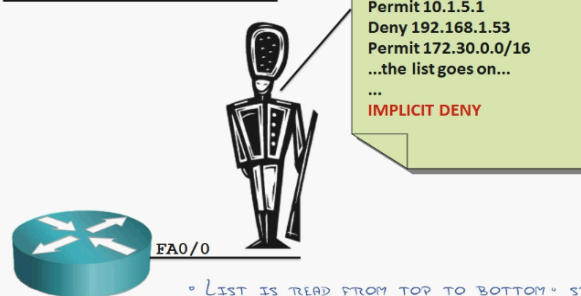 Permit 10.1.5.1
Deny 192.168.1.53
Permit 172.30.0.0/16
...the list goes on...
...
IMPLICIT DENY
FA0/0
• LIST IS READ FROM TOP TO BOTTOM •